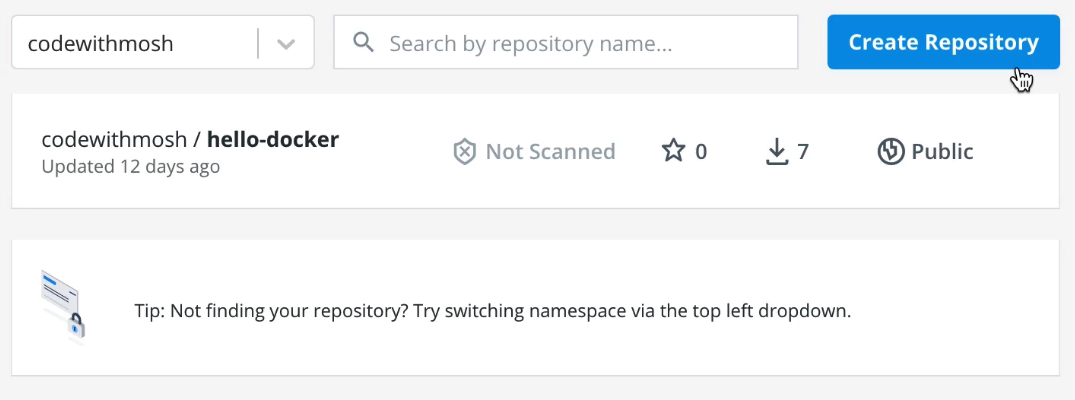 codewithmosh
Search by repository name...
Create Repository
codewithmosh / hello-docker
Updated 12 days ago
Not Scanned
0
7
Public
Tip: Not finding your repository? Try switching namespace via the top left dropdown.